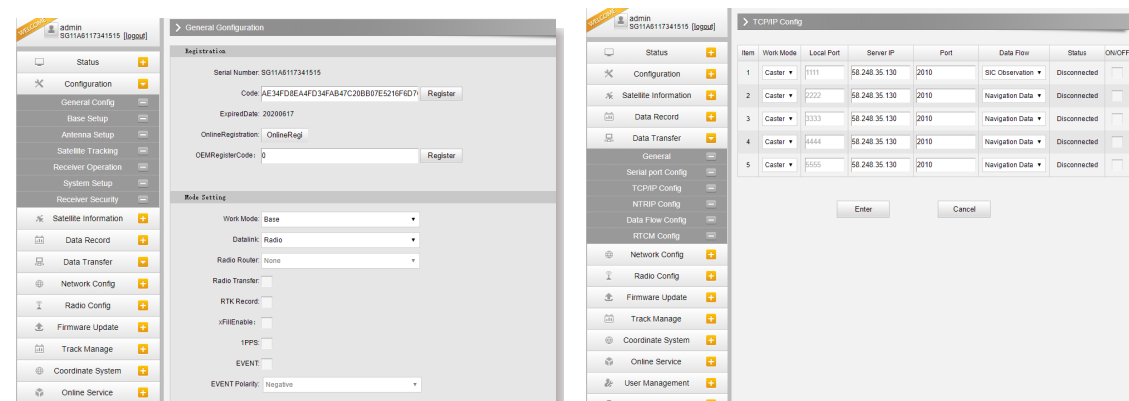 WELCOME
admin
SG11A6117341515 [logout]
Status
Configuration
General Config
Base Setup
Antenna Setup
Satellite Tracking
Receiver Operation
System Setup
Receiver Security
Satellite Information
Data Record
Data Transfer
Network Config
Radio Config
Firmware Update
Track Manage
Coordinate System
Online Service
General Gonfiguration
Registration
Serial Number: SG11A6117341515
Code: AE34FD8EA4FD34FAB47C20BB07E5216F6D7 Register
ExpiredDate: 20200617
OnlineRegistration: OnlineRegi
OEMRegisterCode: 0 Register
Mode Setting
Work Mode: Base
Datalink: Radio
Radio Router: None
Radio Transfer:
RTK Record:
xFillEnable:
1PPS:
EVENT:
EVENT Polarity: Negative
WELCOME
admin
SG11A6117341515 [logout]
Status
Configuration
Satellite Information
Data Record
Data Transfer
General
Serial port Config
TCP/IP Config
NTRIP Config
Data Flow Config
RTCM Config
Network Config
Radio Config
Firmware Update
Track Manage
Coordinate System
Online Service
User Management
TCP/IP Config
Item Work Mode Local Port Server IP Port Data Flow Status ON/OFF
1 Caster 1111 58.248.35.130 2010 SIC Observation Disconnected
2 Caster 2222 58.248.35.130 2010 Navigation Data Disconnected
3 Caster 3333 58.248.35.130 2010 Navigation Data Disconnected
4 Caster 4444 58.248.35.130 2010 Navigation Data Disconnected
5 Caster 5555 58.248.35.130 2010 Navigation Data Disconnected
Enter Cancel